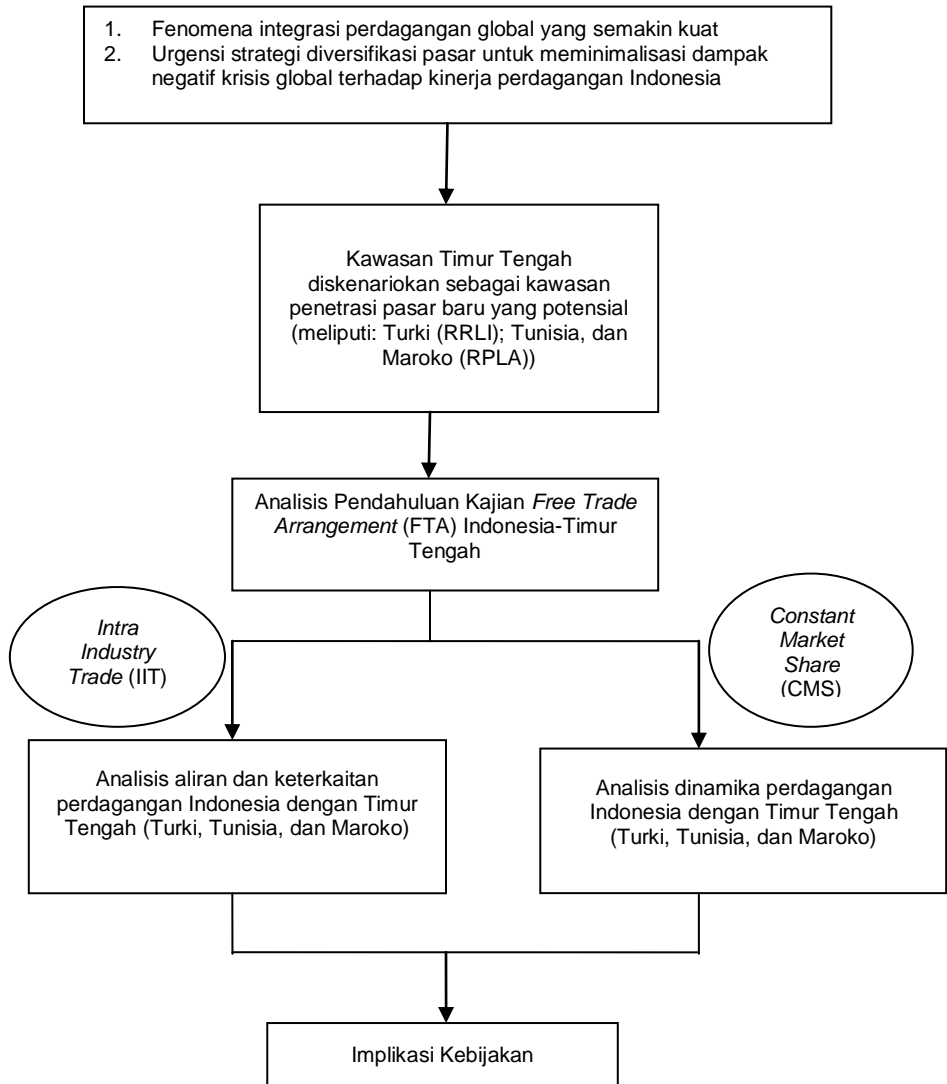 1. Fenomena integrasi perdagangan global yang semakin kuat
2. Urgensi strategi diversifikasi pasar untuk meminimalisasi dampak
negatif krisis global terhadap kinerja perdagangan Indonesia
Kawasan Timur Tengah
diskenariokan sebagai kawasan
penetrasi pasar baru yang potensial
(meliputi: Turki (RRLI); Tunisia, dan
Maroko (RPLA))
Analisis Pendahuluan Kajian Free Trade
Arrangement (FTA) Indonesia-Timur
Tengah
Intra
Industry
Trade (IIT)
Constant
Market
Share
(CMS)
Analisis aliran dan keterkaitan
perdagangan Indonesia dengan Timur
Tengah (Turki, Tunisia, dan Maroko)
Analisis dinamika perdagangan
Indonesia dengan Timur Tengah
(Turki, Tunisia, dan Maroko)
Implikasi Kebijakan